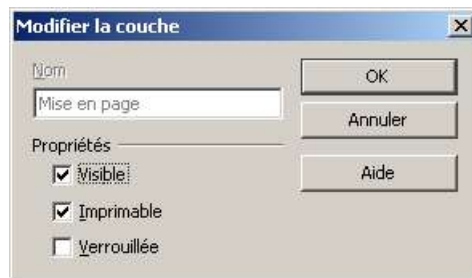 Modifier la couche
Nom
Mise en page
Propriétés
Visible
Imprimable
Verrouillée
OK
Annuler
Aide